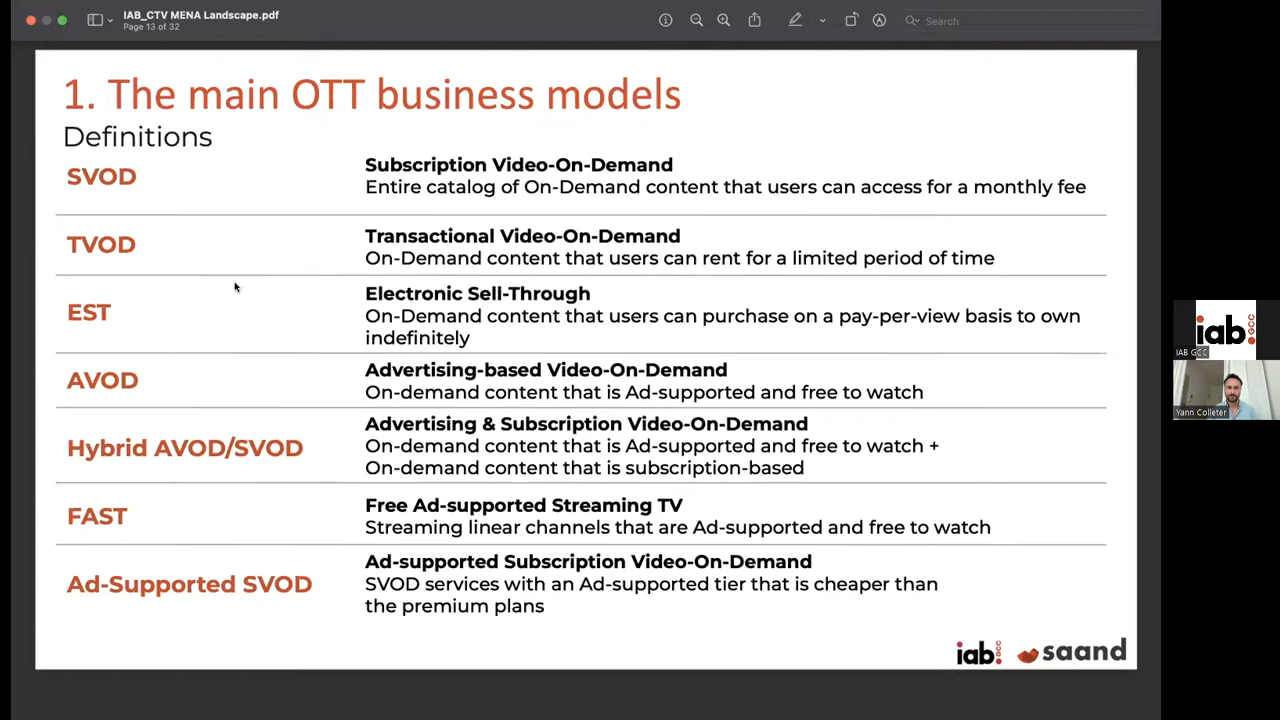 IAB_CTV MENA Landscape.pdf
Page 13 of 32
Search
1. The main OTT business models
Definitions
SVOD
Subscription Video-On-Demand
Entire catalog of On-Demand content that users can access for a monthly fee
TVOD
Transactional Video-On-Demand
On-Demand content that users can rent for a limited period of time
EST
Electronic Sell-Through
On-Demand content that users can purchase on a pay-per-view basis to own
indefinitely
AVOD
Advertising-based Video-On-Demand
On-demand content that is Ad-supported and free to watch
Hybrid AVOD/SVOD
Advertising & Subscription Video-On-Demand
On-demand content that is Ad-supported and free to watch +
On-demand content that is subscription-based
FAST
Free Ad-supported Streaming TV
Streaming linear channels that are Ad-supported and free to watch
Ad-Supported SVOD
Ad-supported Subscription Video-On-Demand
SVOD services with an Ad-supported tier that is cheaper than
the premium plans
iab GCC
saand
iab GCC
IAB GCC
Yann Colleter